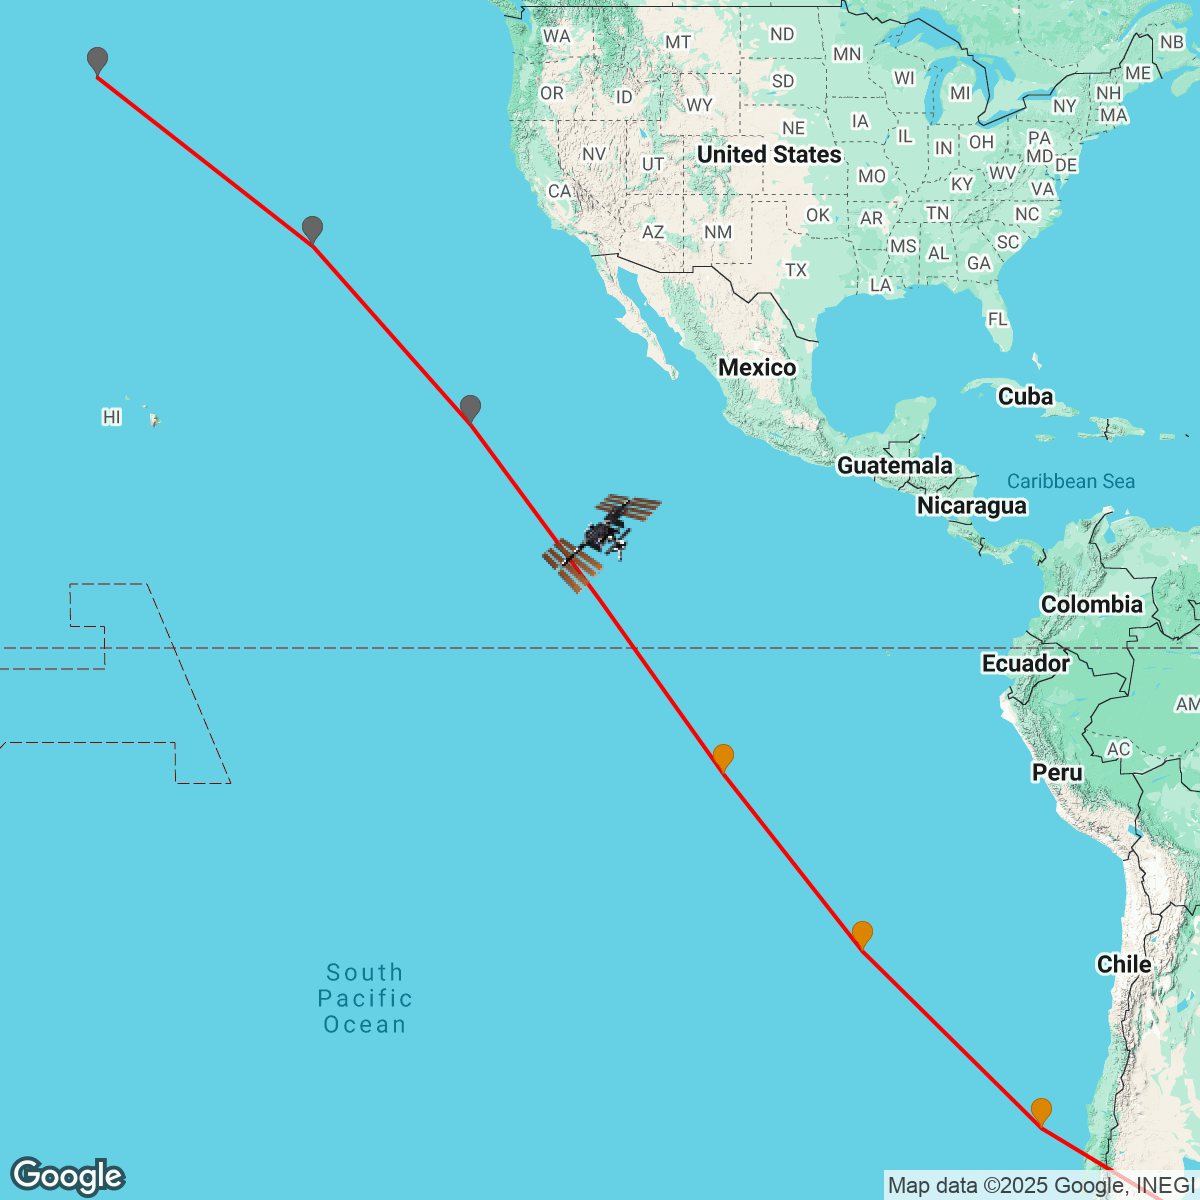 WA
MT
ND
MN
NB
OR
ID
WY
SD
WI
MI
ME
NH
NY
MA
NV
UT
NE
IA
IL
IN
OH
PA
MD
DE
United States
CA
MO
KY
WV
VA
AZ
NM
OK
AR
TN
NC
MS
AL
SC
GA
TX
LA
FL
Mexico
Cuba
HI
Guatemala
Caribbean Sea
Nicaragua
Colombia
Ecuador
AM
AC
Peru
Chile
South
Pacific
Ocean
Google
Map data ©2025 Google, INEGI